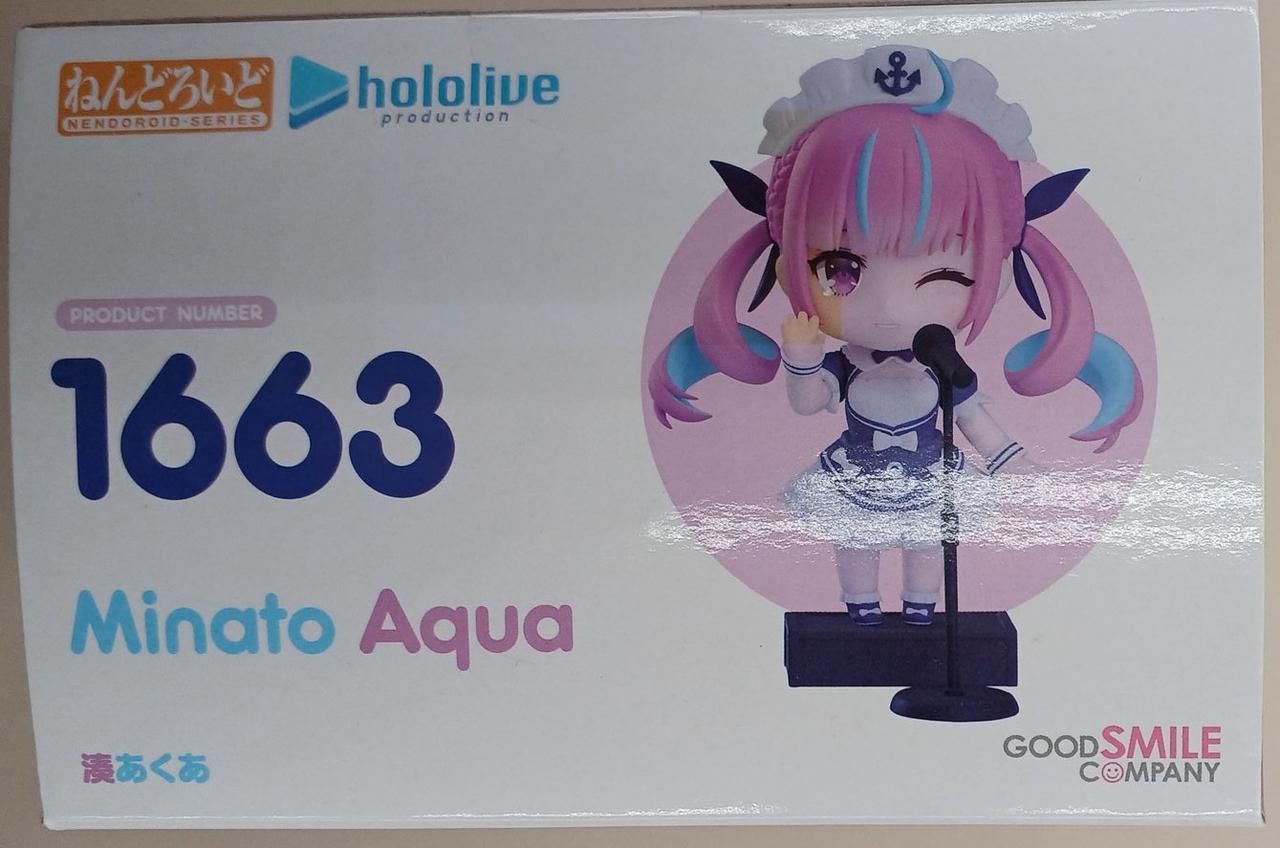 ねんどろいど
NENDOROID-SERIES
hololive
production
PRODUCT NUMBER
1663
Minato Aqua
湊あくあ
GOODSMILE
COMPANY